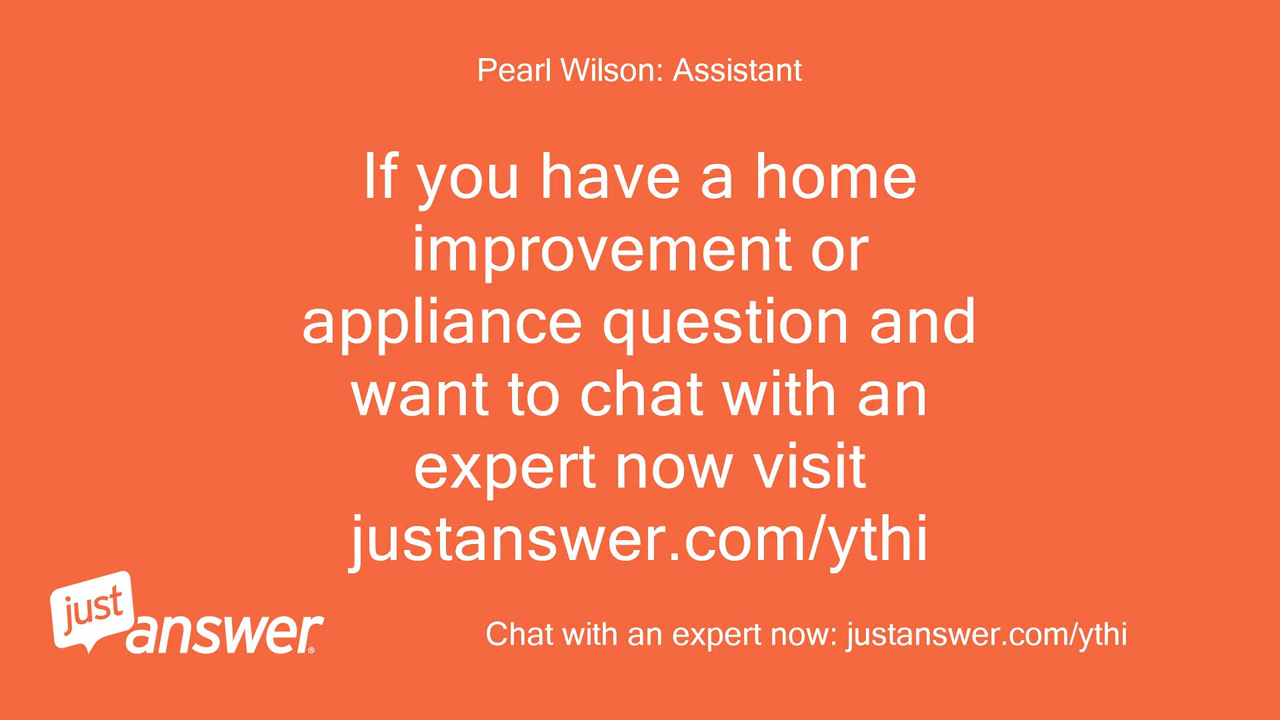 Pearl Wilson: Assistant
If you have a home
improvement or
appliance question and
want to chat with an
expert now visit
justanswer.com/ythi
just
answer®
Chat with an expert now: justanswer.com/ythi